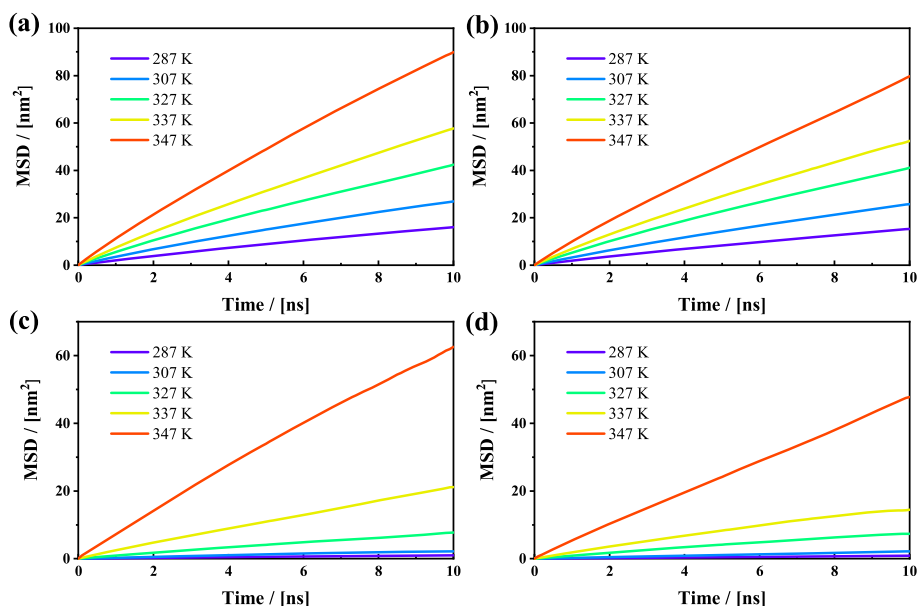 (a)
100
80
60
40
20
0
MSD / [nm²]
287 K
307 K
327 K
337 K
347 K
0 2 4 6 8 10
Time / [ns]
(b)
100
80
60
40
20
0
MSD / [nm²]
287 K
307 K
327 K
337 K
347 K
0 2 4 6 8 10
Time / [ns]
(c)
60
40
20
0
MSD / [nm²]
287 K
307 K
327 K
337 K
347 K
0 2 4 6 8 10
Time / [ns]
(d)
60
40
20
0
MSD / [nm²]
287 K
307 K
327 K
337 K
347 K
0 2 4 6 8 10
Time / [ns]